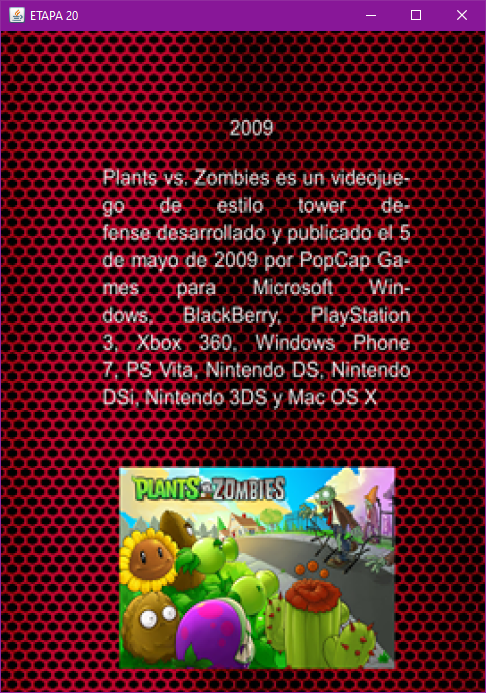 ETAPA 20
2009
Plants vs. Zombies es un videojue-
go de estilo tower de-
fense desarrollado y publicado el 5
de mayo de 2009 por PopCap Ga-
mes para Microsoft Win-
dows, BlackBerry, PlayStation
3, Xbox 360, Windows Phone
7, PS Vita, Nintendo DS, Nintendo
DSi, Nintendo 3DS y Mac OS X
PLANTS VS ZOMBIES